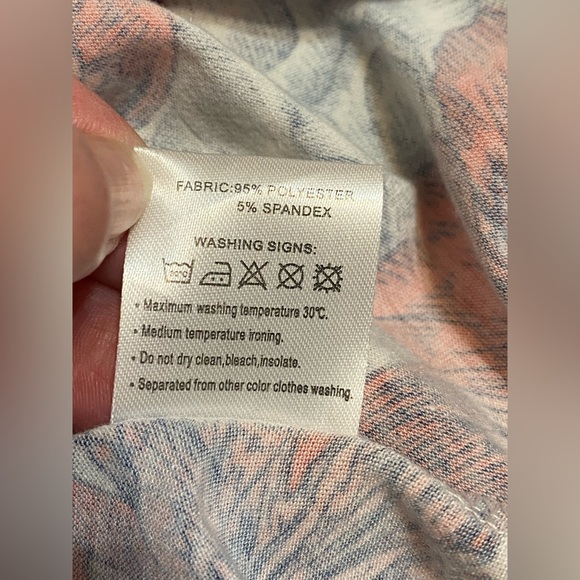 FABRIC:95% POLYESTER
5% SPANDEX
WASHING SIGNS:
• Maximum washing temperature 30℃.
• Medium temperature ironing.
• Do not dry clean,bleach,insolate.
• Separated from other color clothes washing.